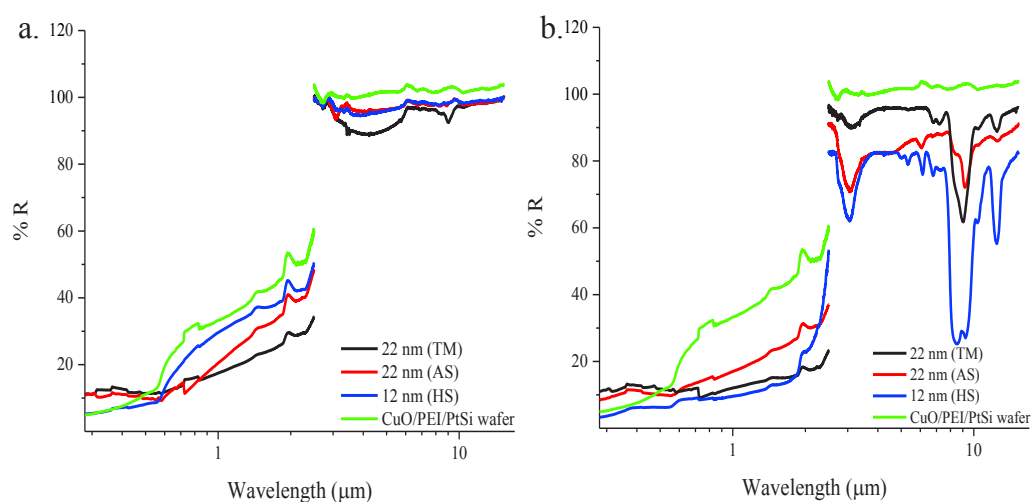 a.
120
100
80
60
40
20
% R
1
10
Wavelength (μm)
22 nm (TM)
22 nm (AS)
12 nm (HS)
CuO/PEI/PtSi wafer
b.
120
100
80
60
40
20
% R
1
10
Wavelength (μm)
22 nm (TM)
22 nm (AS)
12 nm (HS)
CuO/PEI/PtSi wafer